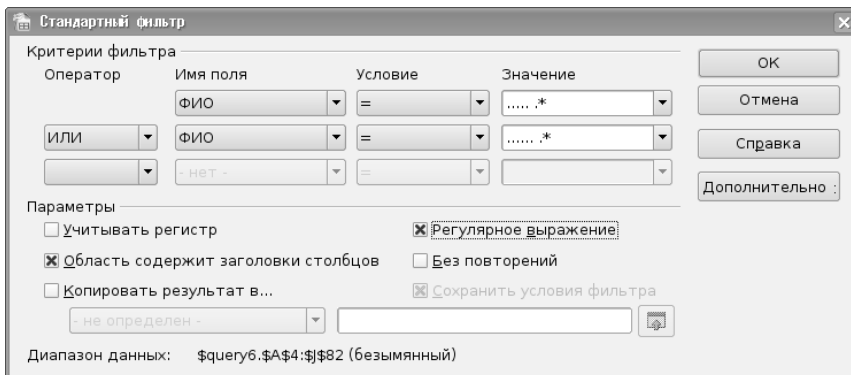 Стандартный фильтр
Критерии фильтра
Оператор Имя поля Условие Значение
ФИО = ..... .*
ИЛИ ФИО = ...... .*
- нет - =
Параметры
Учитывать регистр
Регулярное выражение
Область содержит заголовки столбцов
Без повторений
Копировать результат в...
Сохранить условия фильтра
- не определен -
Диапазон данных: $query6.$A$4:$J$82 (безымянный)
OK
Отмена
Справка
Дополнительно :